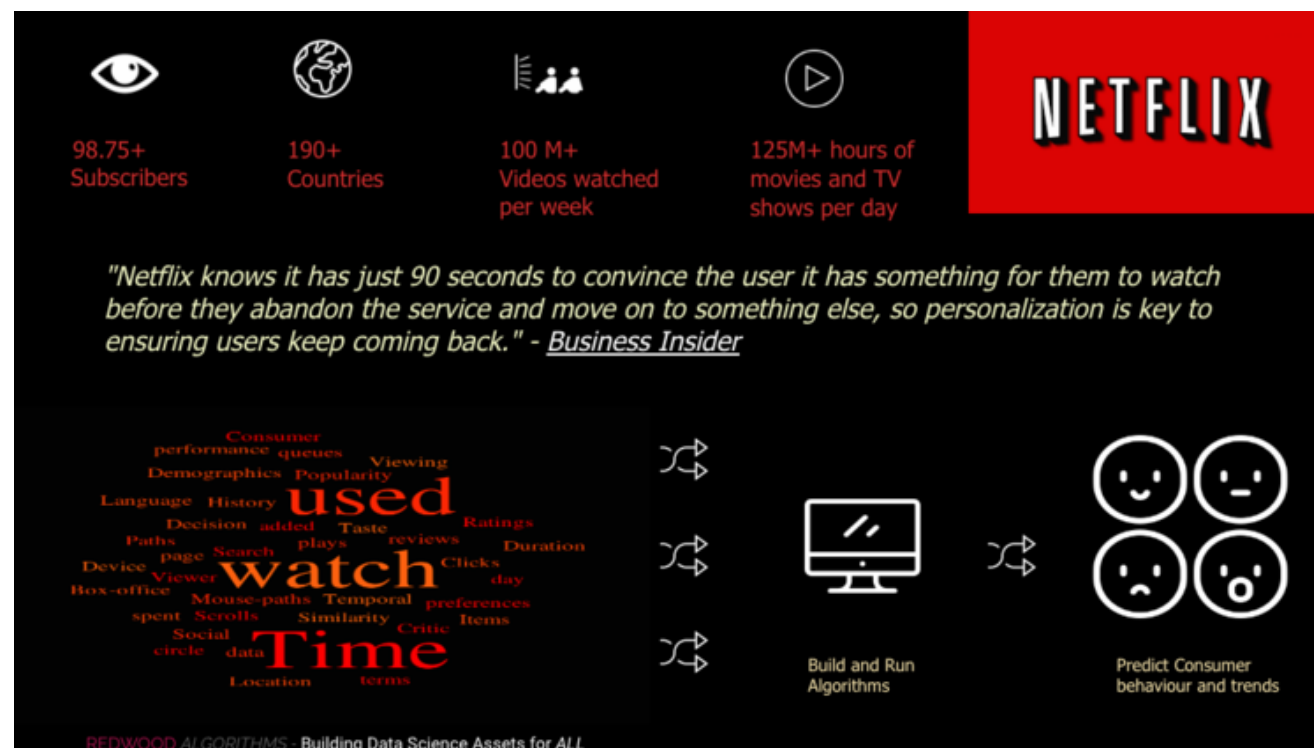 NETFLIX
98.75+
Subscribers
190+
Countries
100 M+
Videos watched
per week
125M+ hours of
movies and TV
shows per day
"Netflix knows it has just 90 seconds to convince the user it has something for them to watch
before they abandon the service and move on to something else, so personalization is key to
ensuring users keep coming back." - Business Insider
Consumer
performance queues
Viewing
Demographics Popularity
Language History used
Decision added Taste Ratings
Paths plays reviews Duration
page Search
Device Viewer watch Clicks
day
Box-office
Mouse-paths Temporal preferences
spent Scrolls Similarity Items
Social Critic
circle data Time
Location terms
Build and Run
Algorithms
Predict Consumer
behaviour and trends
REDWOOD ALGORITHMS - Building Data Science Assets for ALL